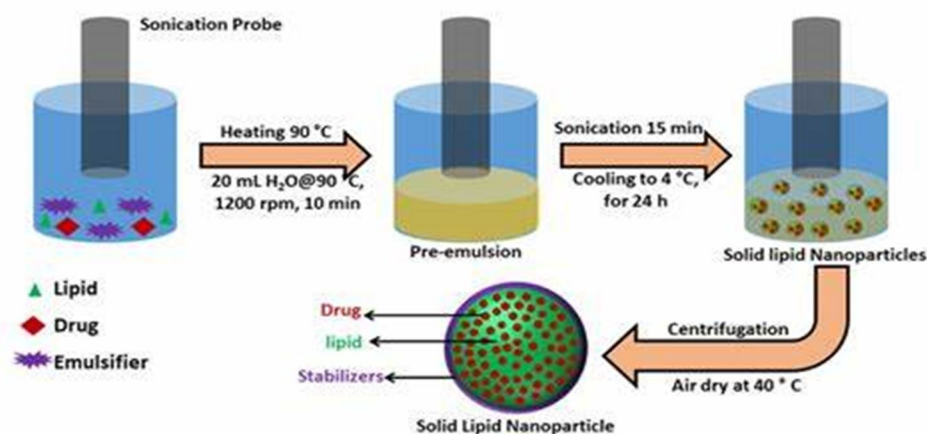 Sonication Probe
Heating 90 °C
20 mL H₂O@90 °C,
1200 rpm, 10 min
Sonication 15 min
Cooling to 4 °C,
for 24 h
Pre-emulsion
Solid lipid Nanoparticles
Lipid
Drug
Emulsifier
Drug
lipid
Stabilizers
Centrifugation
Air dry at 40 ° C
Solid Lipid Nanoparticle